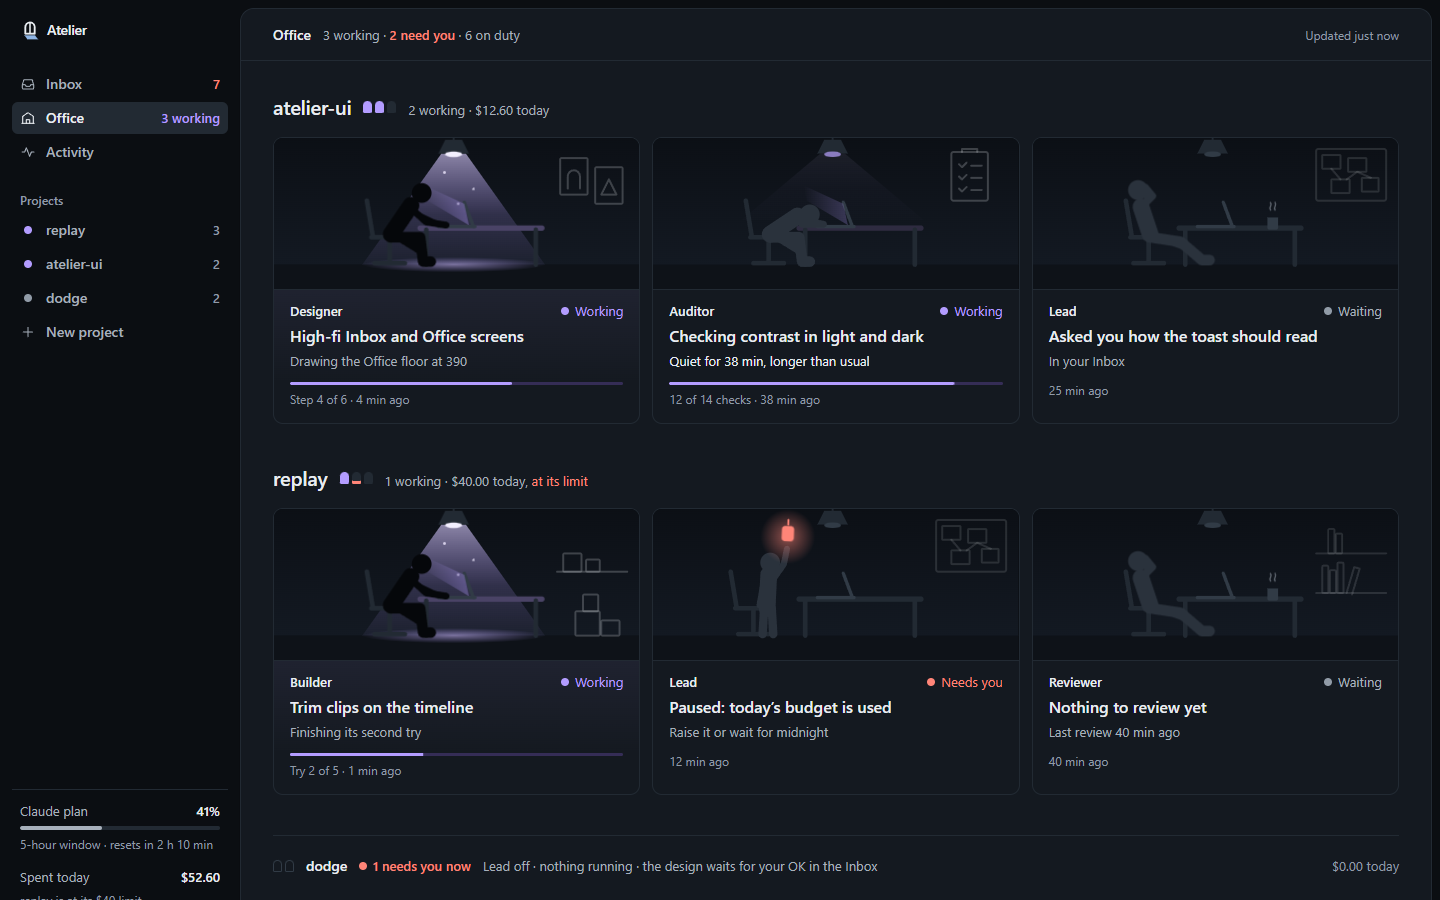 Atelier
Inbox 7
Office 3 working
Activity
Projects
replay 3
atelier-ui 2
dodge 2
New project
Claude plan 41%
5-hour window · resets in 2 h 10 min
Spent today $52.60
replay is at its $40 limit
Office 3 working · 2 need you · 6 on duty
Updated just now
atelier-ui 2 working · $12.60 today
Designer Working
High-fi Inbox and Office screens
Drawing the Office floor at 390
Step 4 of 6 · 4 min ago
Auditor Working
Checking contrast in light and dark
Quiet for 38 min, longer than usual
12 of 14 checks · 38 min ago
Lead Waiting
Asked you how the toast should read
In your Inbox
25 min ago
replay 1 working · $40.00 today, at its limit
Builder Working
Trim clips on the timeline
Finishing its second try
Try 2 of 5 · 1 min ago
Lead Needs you
Paused: today’s budget is used
Raise it or wait for midnight
12 min ago
Reviewer Waiting
Nothing to review yet
Last review 40 min ago
40 min ago
dodge 1 needs you now Lead off · nothing running · the design waits for your OK in the Inbox $0.00 today